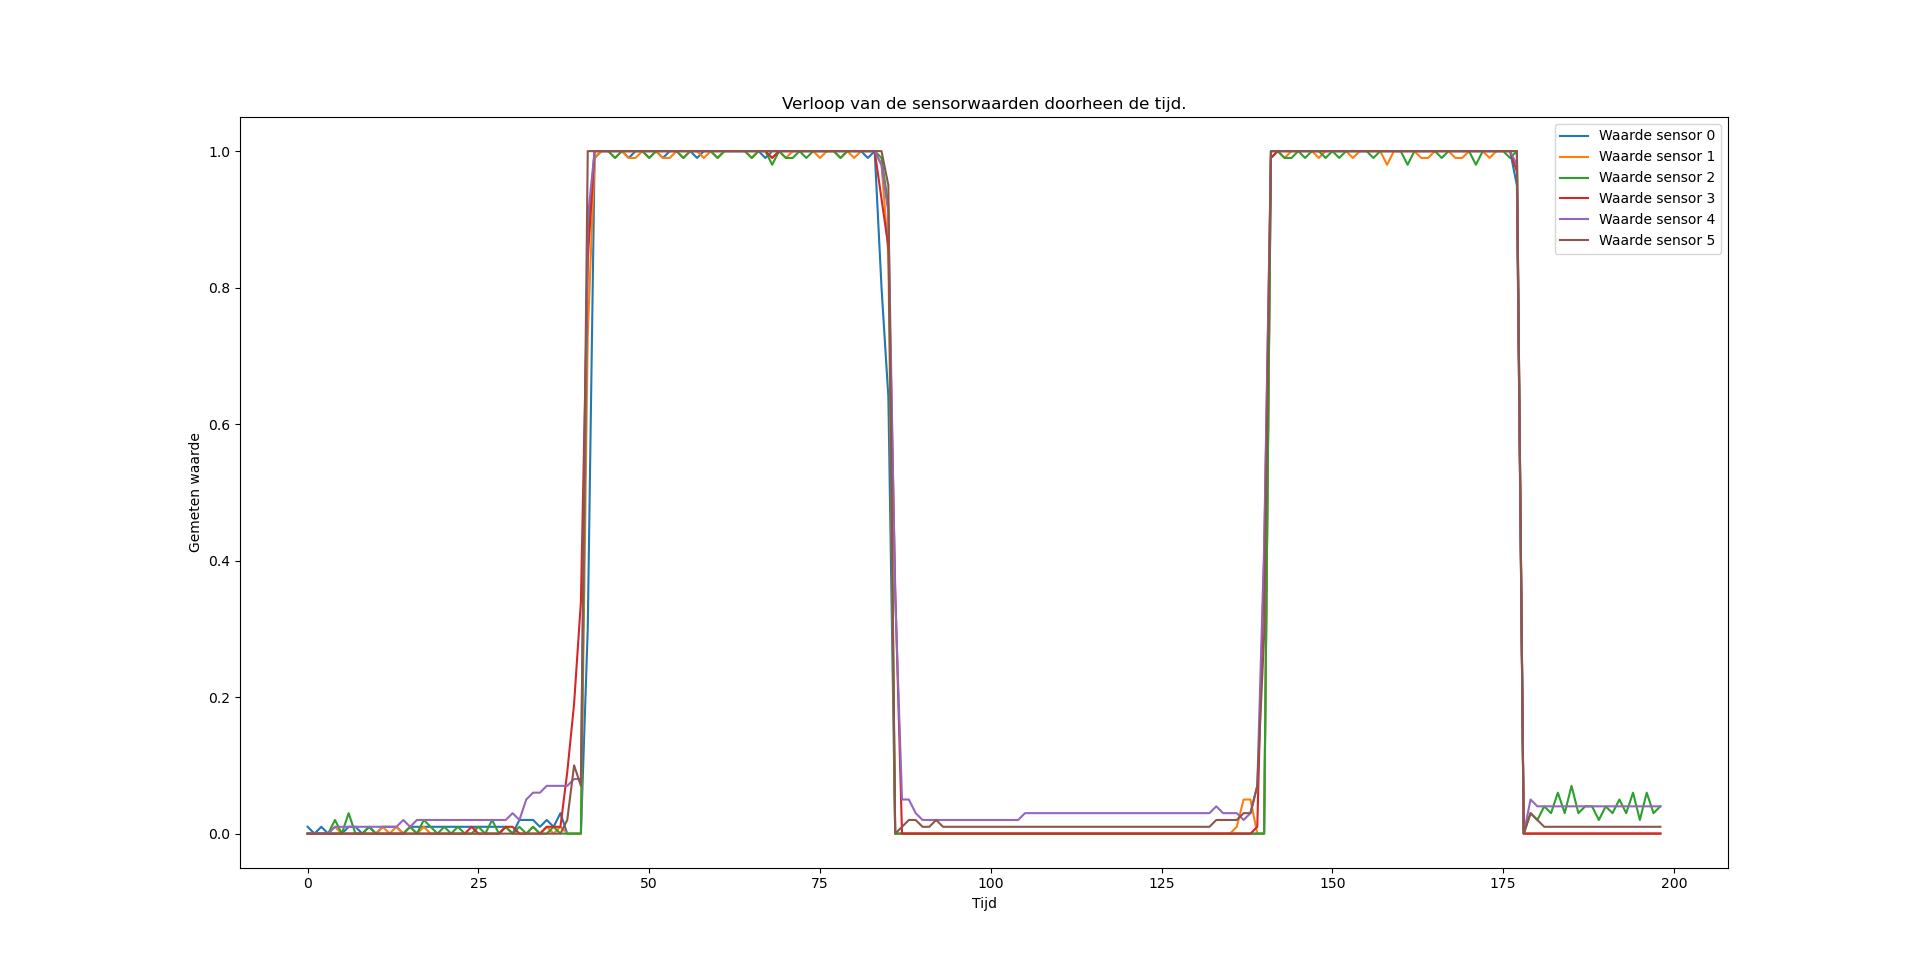 Verloop van de sensorwaarden doorheen de tijd.
Waarde sensor 0
Waarde sensor 1
Waarde sensor 2
Waarde sensor 3
Waarde sensor 4
Waarde sensor 5
Gemeten waarde
1.0
0.8
0.6
0.4
0.2
0.0
0 25 50 75 100 125 150 175 200
Tijd